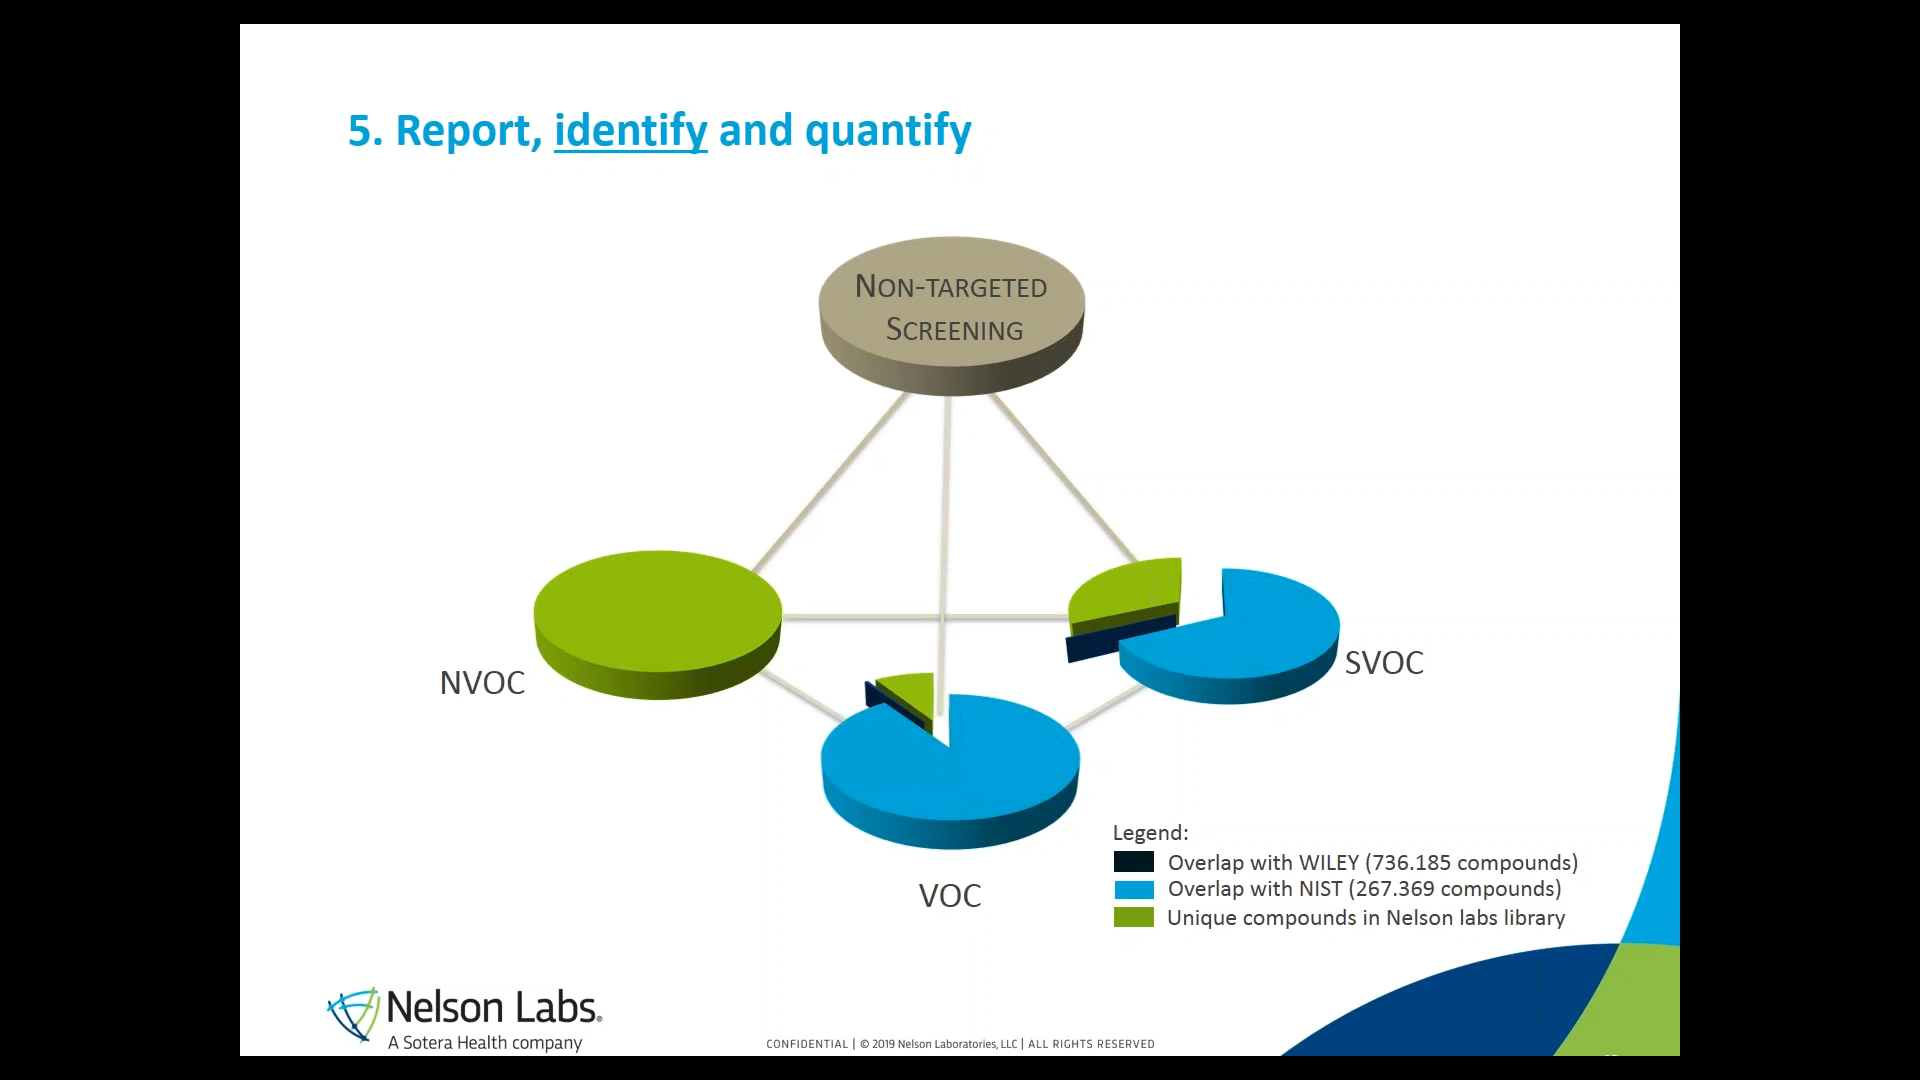 5. Report, identify and quantify
NON-TARGETED
SCREENING
NVOC
SVOC
VOC
Legend:
Overlap with WILEY (736.185 compounds)
Overlap with NIST (267.369 compounds)
Unique compounds in Nelson labs library
Nelson Labs®
A Sotera Health company
CONFIDENTIAL | © 2019 Nelson Laboratories, LLC | ALL RIGHTS RESERVED